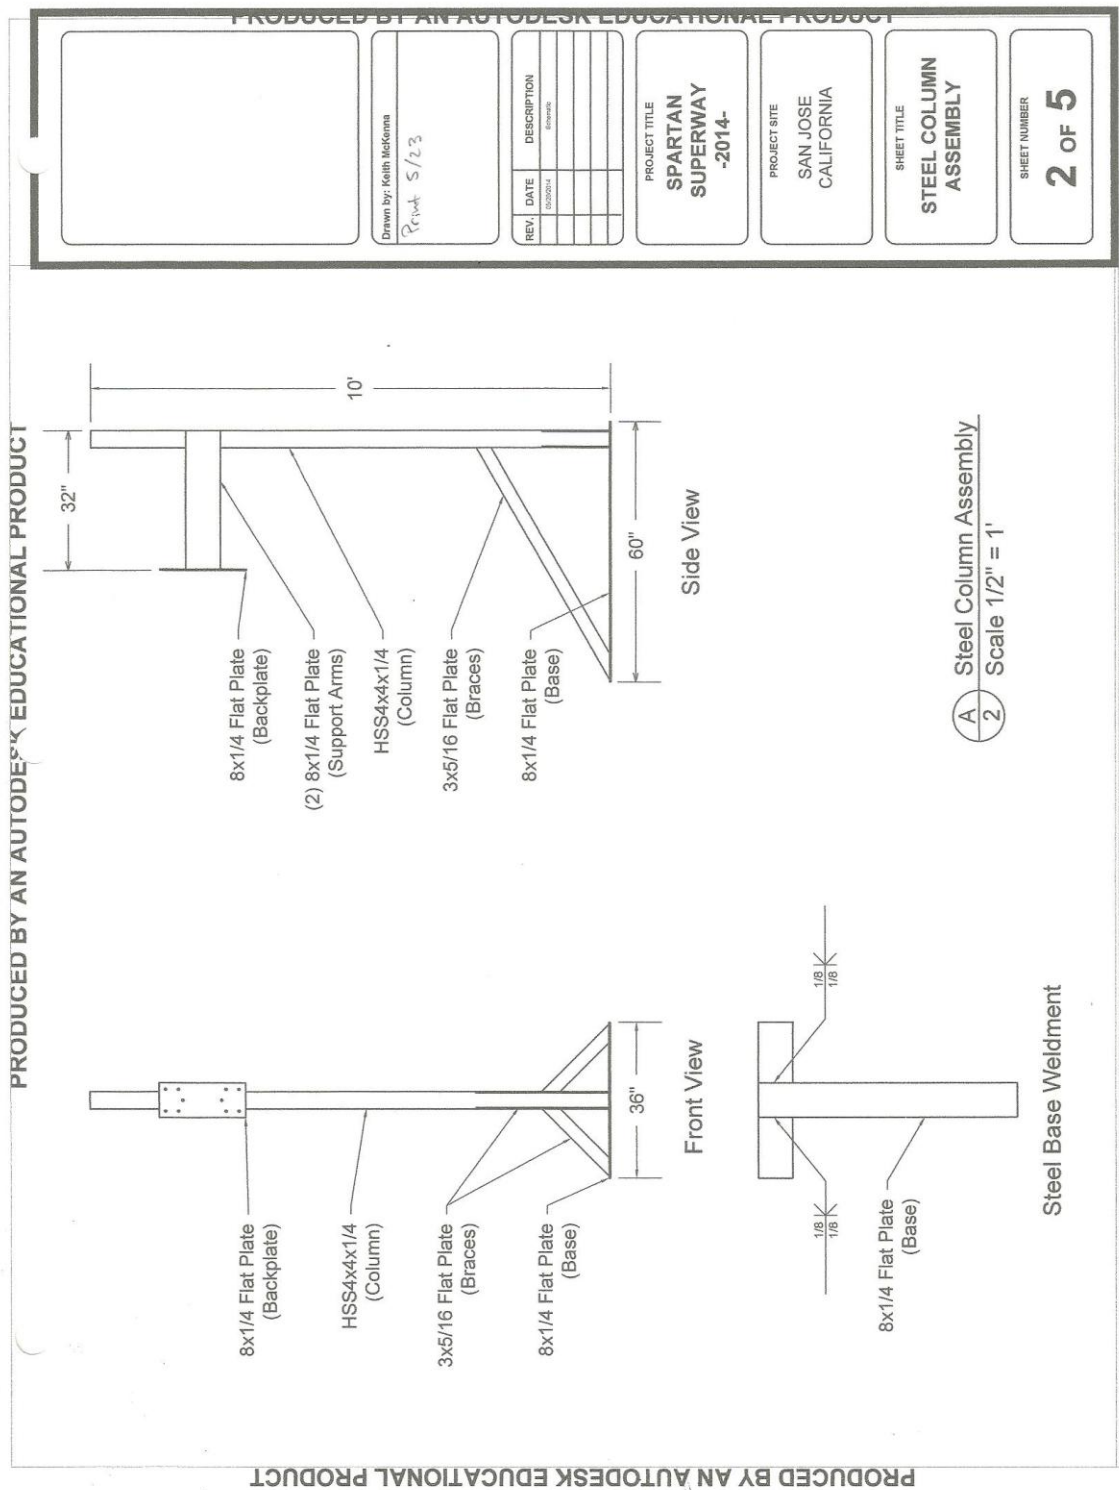 PRODUCED BY AN AUTODESK EDUCATIONAL PRODUCT
PRODUCED BY AN AUTODESK EDUCATIONAL PRODUCT
PRODUCED BY AN AUTODESK EDUCATIONAL PRODUCT
8x1/4 Flat Plate
(Backplate)
HSS4x4x1/4
(Column)
3x5/16 Flat Plate
(Braces)
8x1/4 Flat Plate
(Base)
36"
Front View
32"
10'
8x1/4 Flat Plate
(Backplate)
(2) 8x1/4 Flat Plate
(Support Arms)
HSS4x4x1/4
(Column)
3x5/16 Flat Plate
(Braces)
8x1/4 Flat Plate
(Base)
60"
Side View
1/8
1/8
1/8
1/8
8x1/4 Flat Plate
(Base)
Steel Base Weldment
A
2
Steel Column Assembly
Scale 1/2" = 1'
Drawn by: Keith McKenna
Print 5/23
REV. DATE DESCRIPTION
Schematic
PROJECT TITLE
SPARTAN
SUPERWAY
-2014-
PROJECT SITE
SAN JOSE
CALIFORNIA
SHEET TITLE
STEEL COLUMN
ASSEMBLY
SHEET NUMBER
2 OF 5